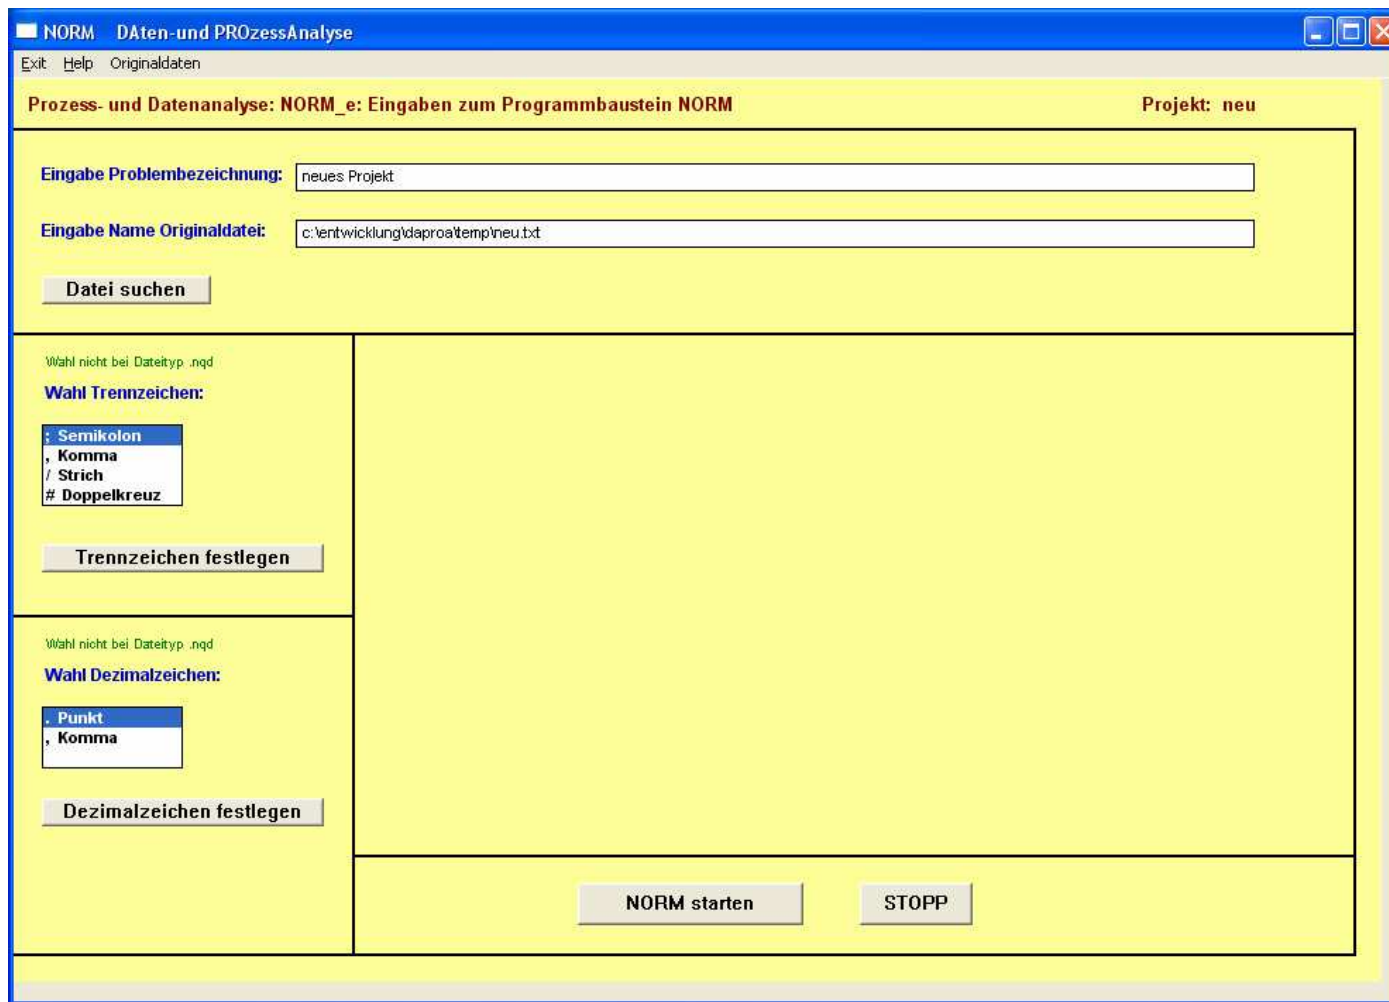 NORM DAten-und PROzessAnalyse
Exit Help Originaldaten
Prozess- und Datenanalyse: NORM_e: Eingaben zum Programmbaustein NORM Projekt: neu
Eingabe Problembezeichnung: neues Projekt
Eingabe Name Originaldatei: c:\entwicklung\daproa\temp\neu.txt
Datei suchen
Wahl nicht bei Dateityp .nqd
Wahl Trennzeichen:
; Semikolon
, Komma
/ Strich
# Doppelkreuz
Trennzeichen festlegen
Wahl nicht bei Dateityp .nqd
Wahl Dezimalzeichen:
. Punkt
, Komma
Dezimalzeichen festlegen
NORM starten STOPP